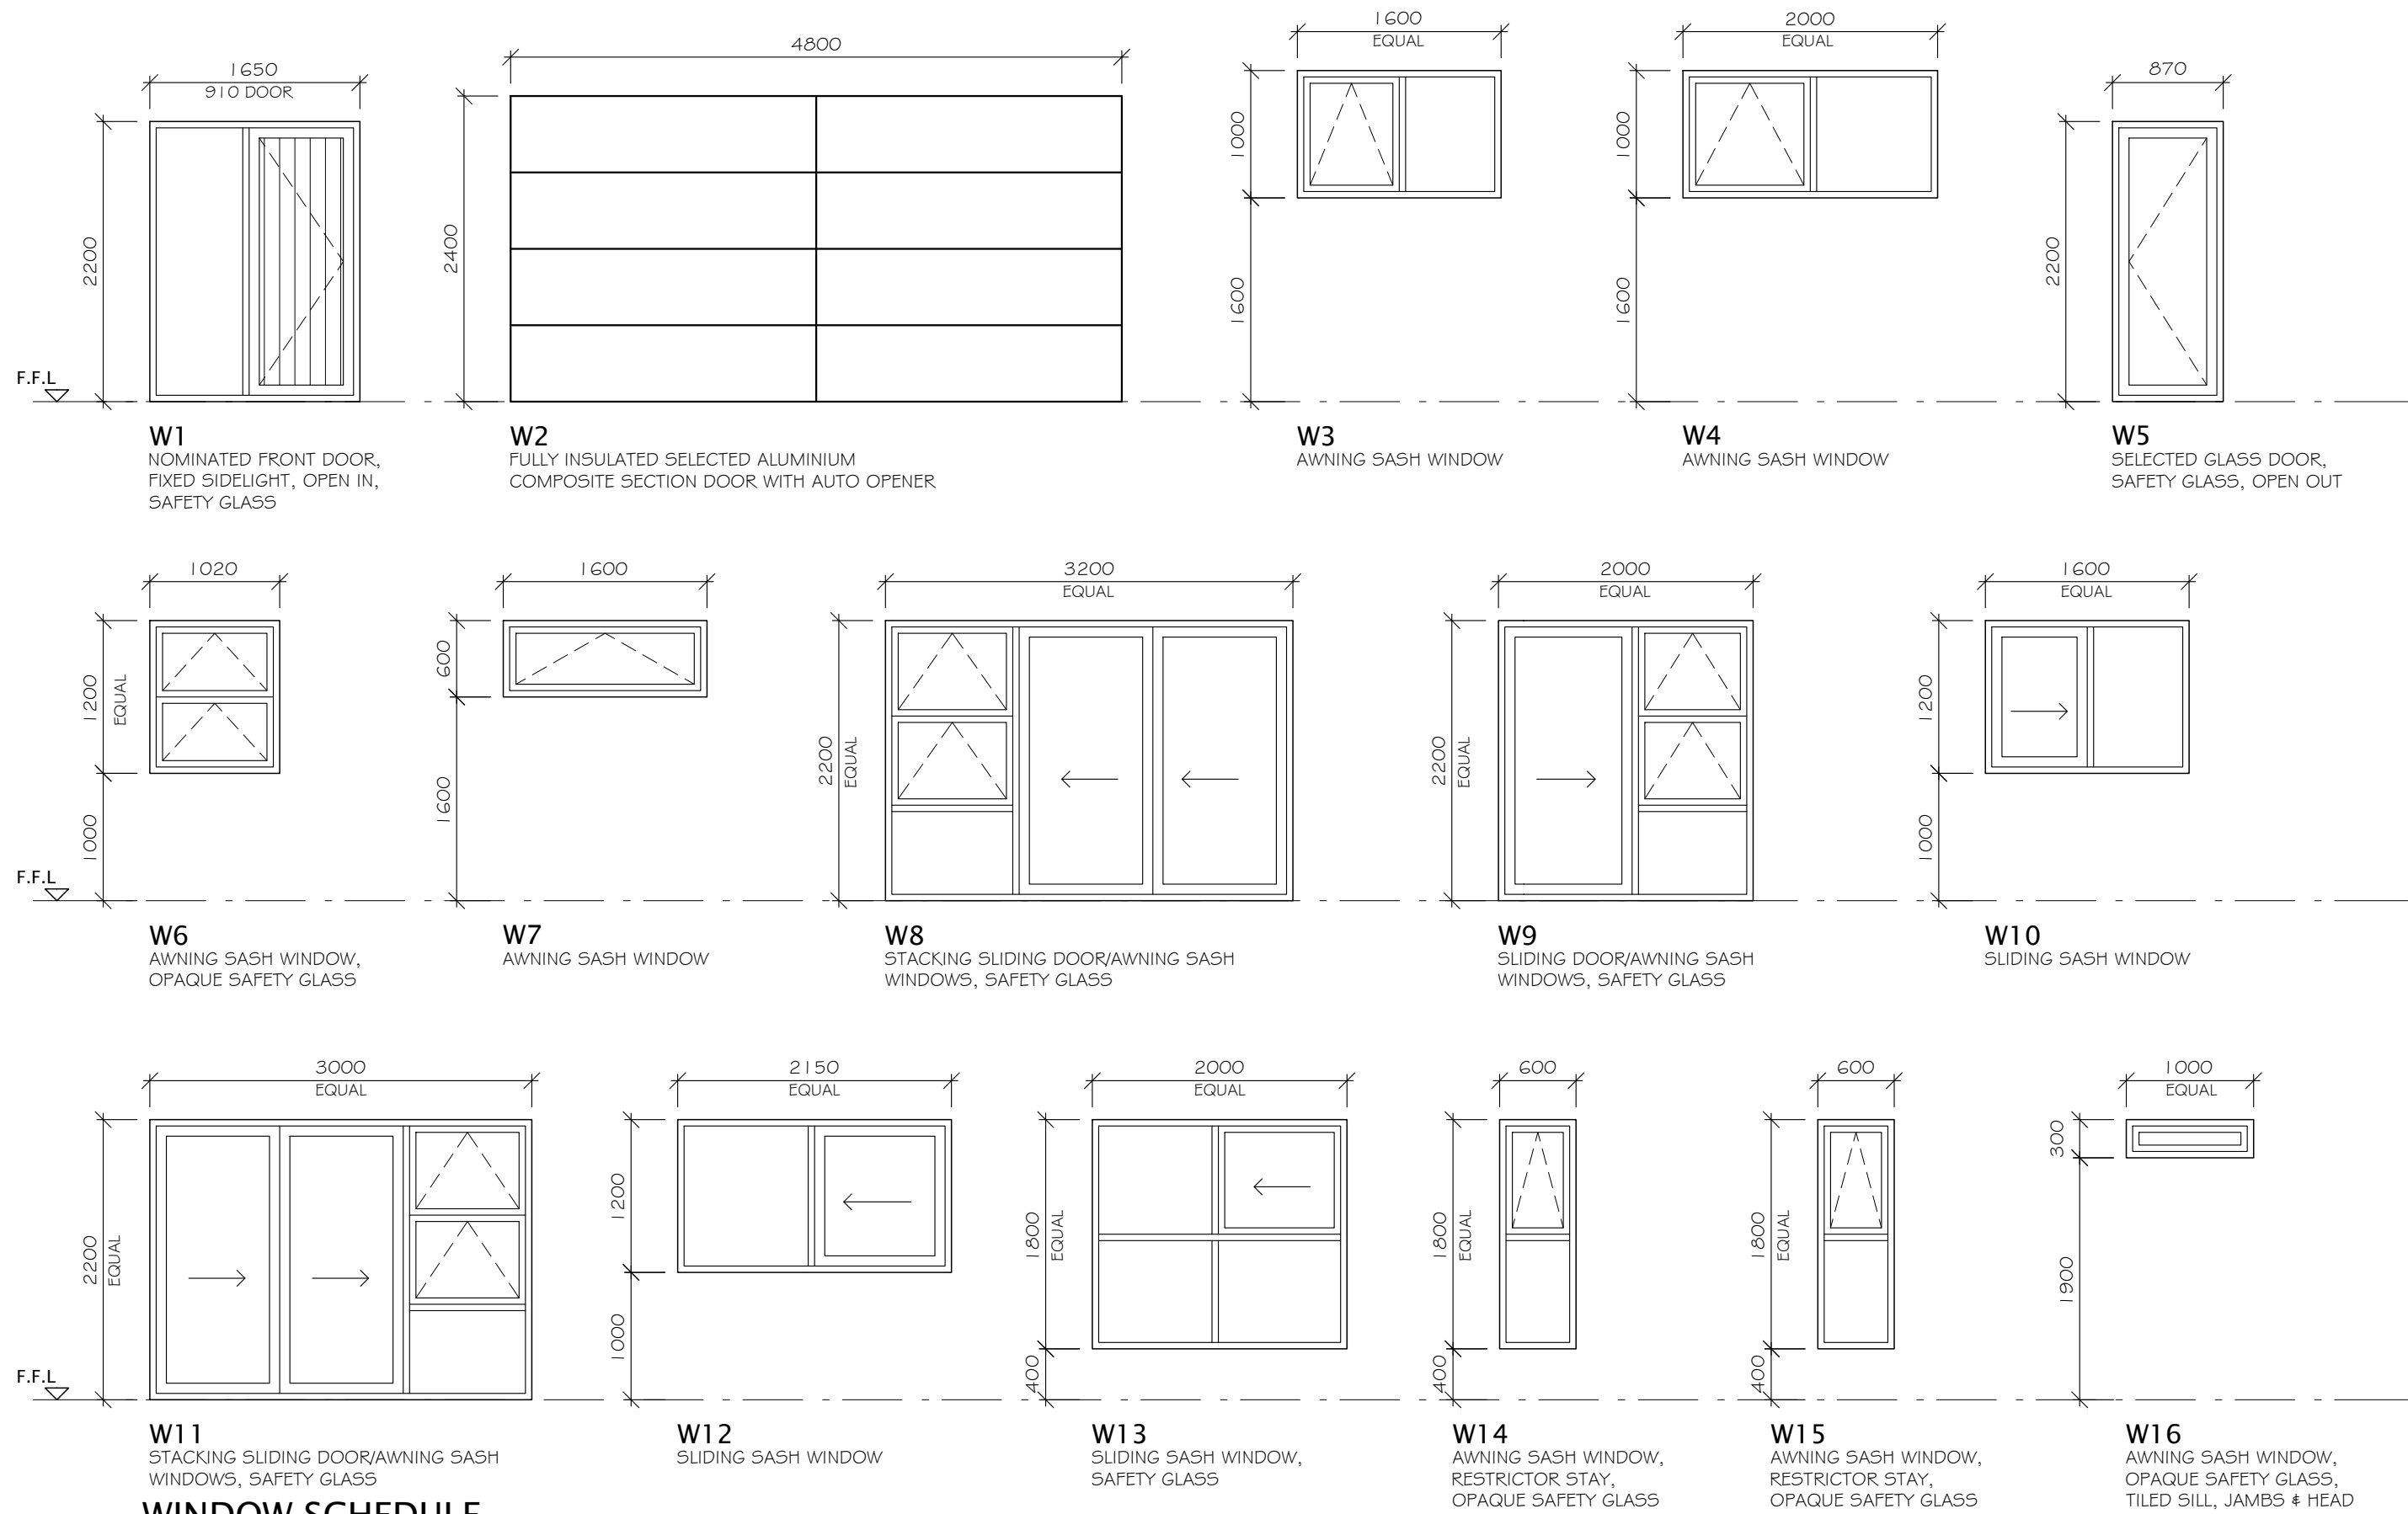 1650
910 DOOR
2200
F.F.L
W1
NOMINATED FRONT DOOR,
FIXED SIDELIGHT, OPEN IN,
SAFETY GLASS
4800
2400
W2
FULLY INSULATED SELECTED ALUMINIUM
COMPOSITE SECTION DOOR WITH AUTO OPENER
1600
EQUAL
1000
1600
W3
AWNING SASH WINDOW
2000
EQUAL
1000
1600
W4
AWNING SASH WINDOW
870
2200
W5
SELECTED GLASS DOOR,
SAFETY GLASS, OPEN OUT
1020
1200
EQUAL
1000
F.F.L
W6
AWNING SASH WINDOW,
OPAQUE SAFETY GLASS
1600
600
1600
W7
AWNING SASH WINDOW
3200
EQUAL
2200
EQUAL
W8
STACKING SLIDING DOOR/AWNING SASH
WINDOWS, SAFETY GLASS
2000
EQUAL
2200
EQUAL
W9
SLIDING DOOR/AWNING SASH
WINDOWS, SAFETY GLASS
1600
EQUAL
1200
1000
W10
SLIDING SASH WINDOW
3000
EQUAL
2200
EQUAL
F.F.L
W11
STACKING SLIDING DOOR/AWNING SASH
WINDOWS, SAFETY GLASS
2150
EQUAL
1200
1000
W12
SLIDING SASH WINDOW
2000
EQUAL
1800
EQUAL
400
W13
SLIDING SASH WINDOW,
SAFETY GLASS
600
1800
EQUAL
400
W14
AWNING SASH WINDOW,
RESTRICTOR STAY,
OPAQUE SAFETY GLASS
600
1800
EQUAL
400
W15
AWNING SASH WINDOW,
RESTRICTOR STAY,
OPAQUE SAFETY GLASS
1000
EQUAL
300
1900
W16
AWNING SASH WINDOW,
OPAQUE SAFETY GLASS,
TILED SILL, JAMBS & HEAD
WINDOW SCHEDULE